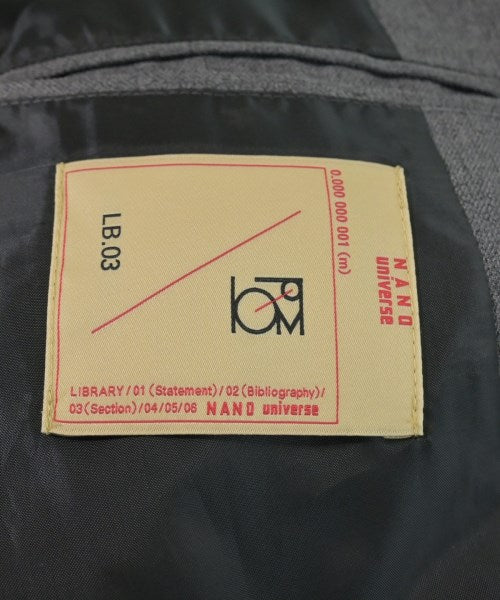 0.000 000 001 (m)
NANO
universe
LB.03
LIBRARY/01 (Statement)/02 (Bibliography)/
03 (Section)/04/05/06 NANO universe